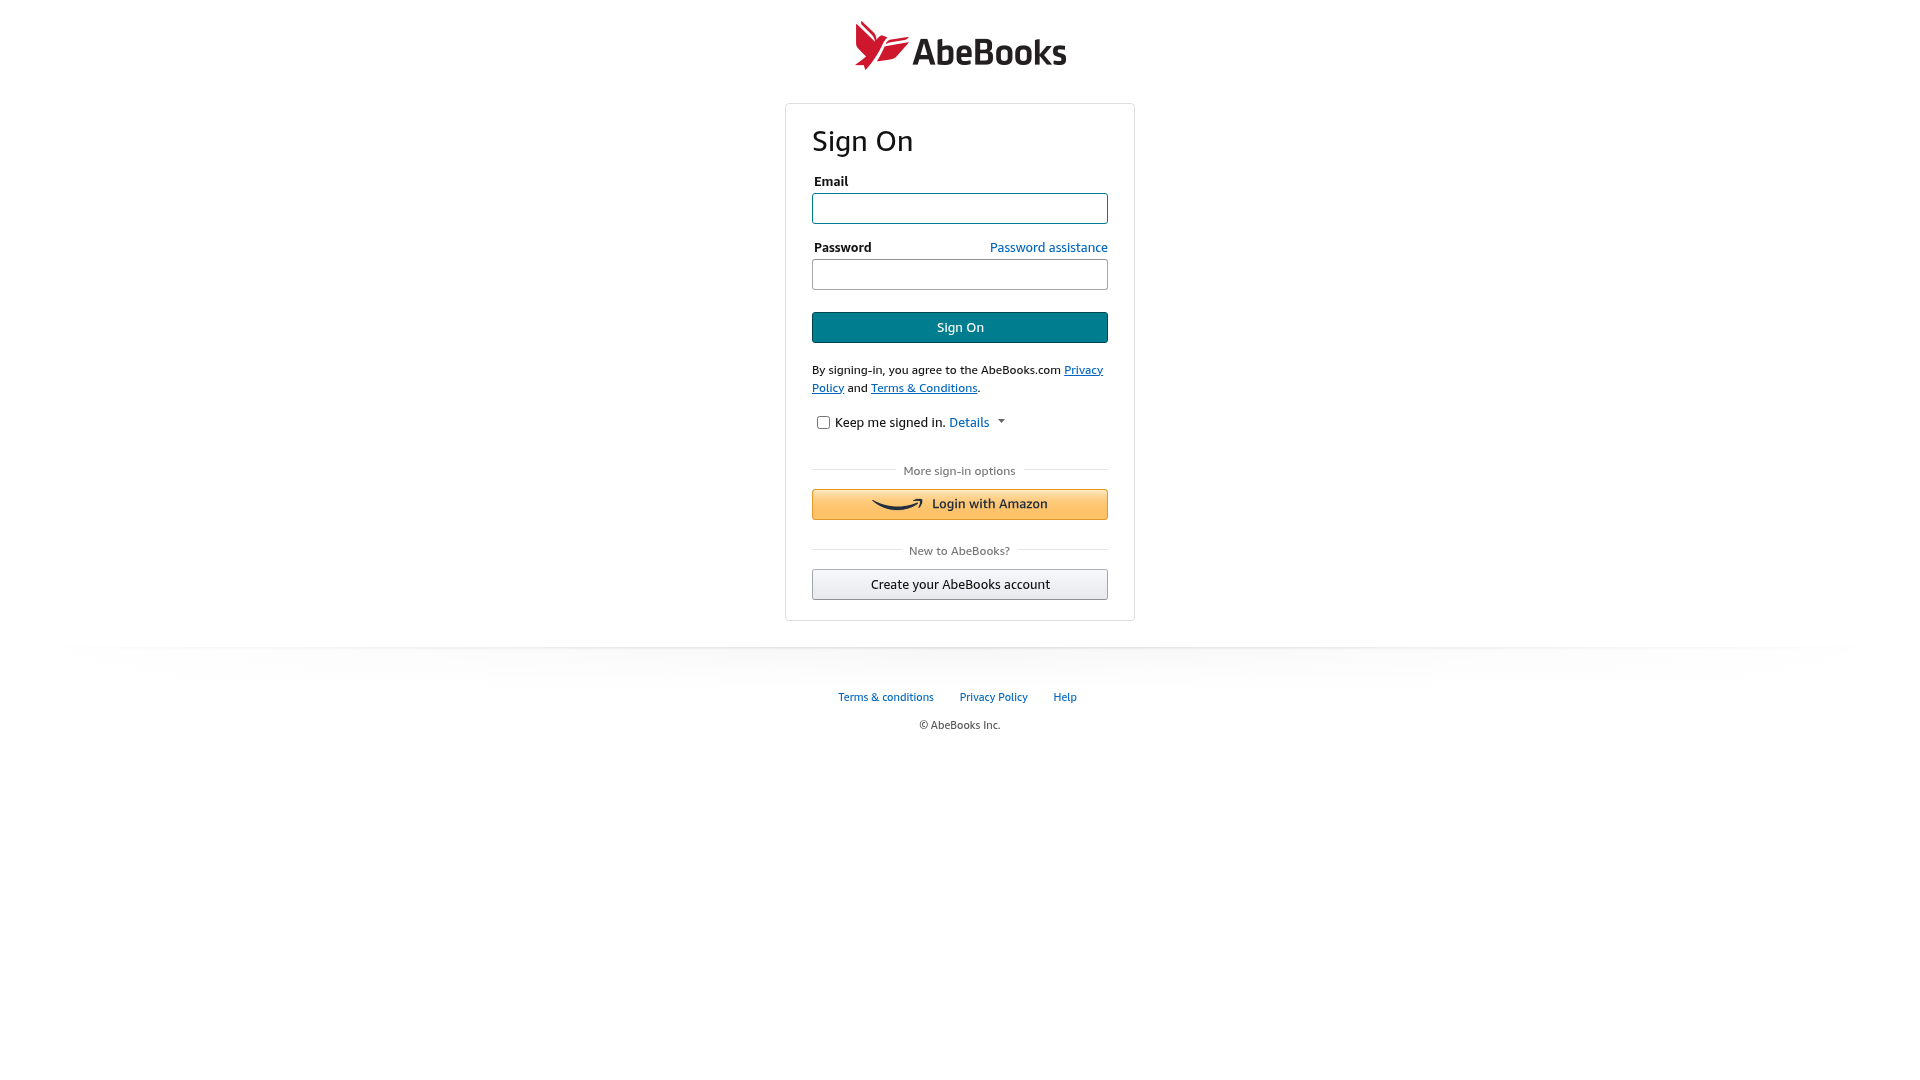 AbeBooks
Sign On
Email
Password
Password assistance
Sign On
By signing-in, you agree to the AbeBooks.com Privacy
Policy and Terms & Conditions.
Keep me signed in. Details
More sign-in options
Login with Amazon
New to AbeBooks?
Create your AbeBooks account
Terms & conditions
Privacy Policy
Help
© AbeBooks Inc.